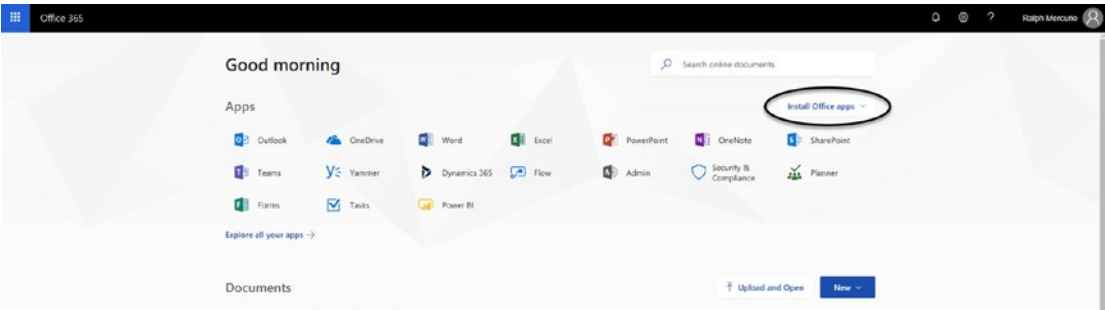 Office 365
?
Ralph Mercurio
Good morning
Search online documents
Apps
Install Office apps
Outlook OneDrive Word Excel PowerPoint OneNote SharePoint
Teams Yammer Dynamics 365 Flow Admin Security & Compliance Planner
Forms Tasks Power BI
Explore all your apps →
Documents
Upload and Open
New